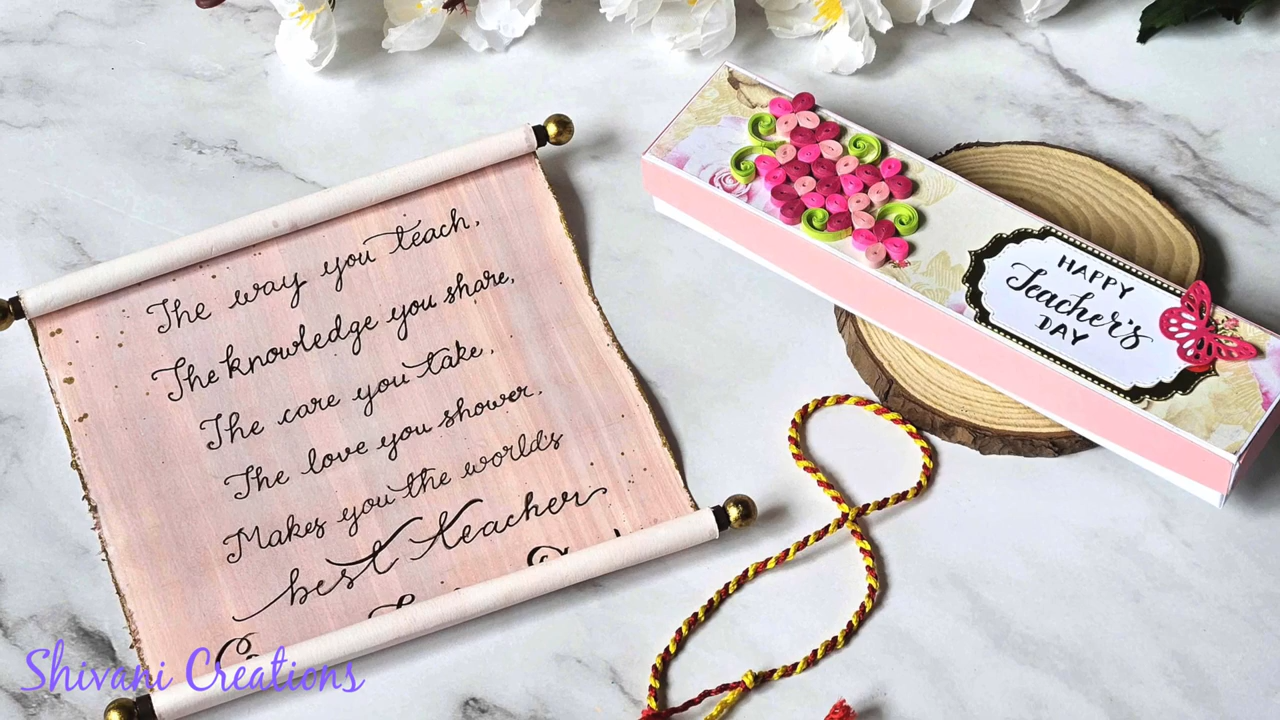 The way you teach,
The knowledge you share,
The care you take,
The love you shower,
Makes you the worlds
best teacher
HAPPY
Teacher's
DAY
Shivani Creations